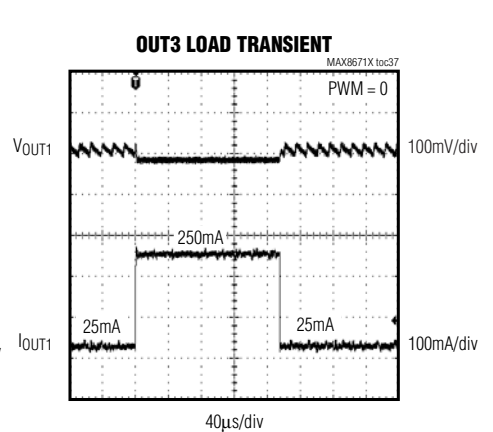 OUT3 LOAD TRANSIENT
MAX8671X toc37
PWM = 0
VOUT1
100mV/div
250mA
25mA
25mA
IOUT1
100mA/div
40μs/div